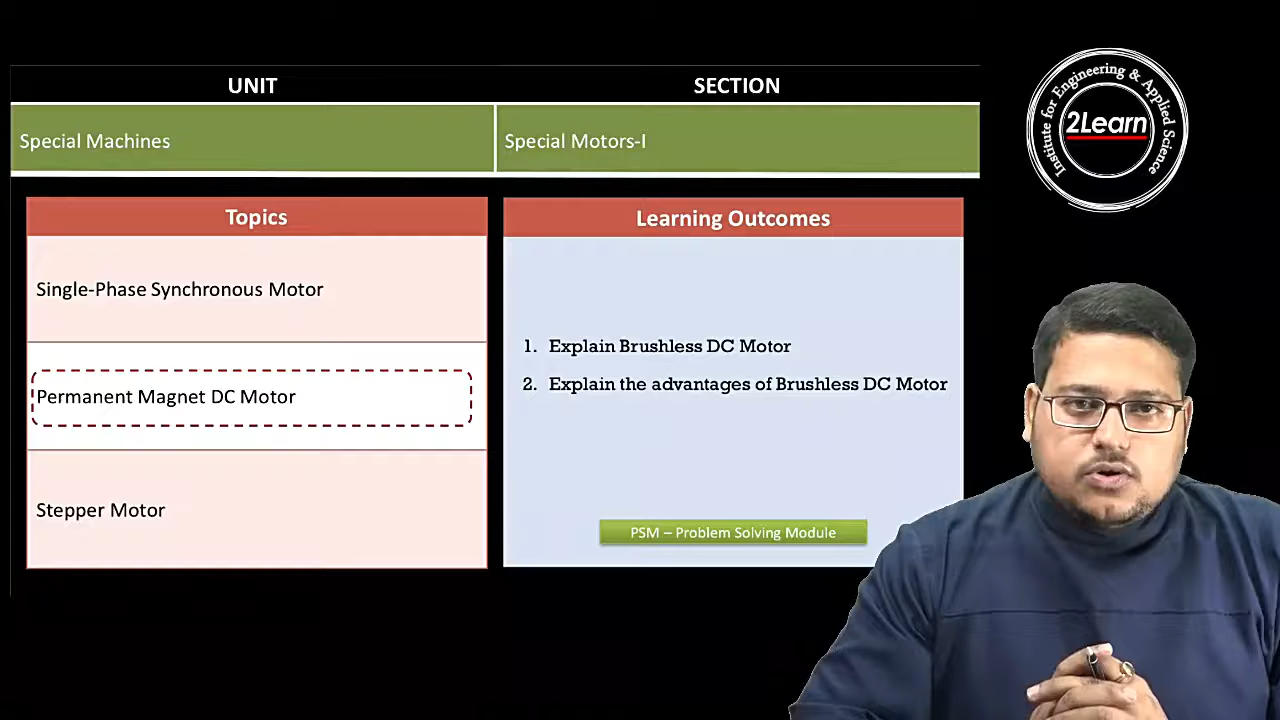 UNIT
SECTION
Special Machines
Special Motors-I
Topics
Learning Outcomes
Single-Phase Synchronous Motor
Permanent Magnet DC Motor
Stepper Motor
1. Explain Brushless DC Motor
2. Explain the advantages of Brushless DC Motor
PSM – Problem Solving Module
Institute for Engineering & Applied Science
2Learn